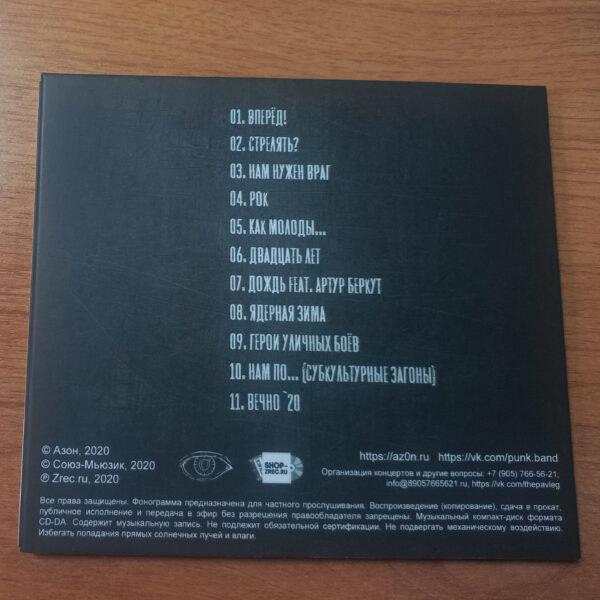 01. ВПЕРЁД!
02. СТРЕЛЯТЬ?
03. НАМ НУЖЕН ВРАГ
04. РОК
05. КАК МОЛОДЫ...
06. ДВАДЦАТЬ ЛЕТ
07. ДОЖДЬ FEAT. АРТУР БЕРКУТ
08. ЯДЕРНАЯ ЗИМА
09. ГЕРОИ УЛИЧНЫХ БОЁВ
10. НАМ ПО... (СУБКУЛЬТУРНЫЕ ЗАГОНЫ)
11. ВЕЧНО `20
© Азон, 2020
© Союз-Мьюзик, 2020
℗ Zrec.ru, 2020
SHOP-
ZREC.RU
https://az0n.ru https://vk.com/punk.band
Организация концертов и другие вопросы: +7 (905) 766-56-21,
info@89057665621.ru, https://vk.com/thepavleg
Все права защищены. Фонограмма предназначена для частного прослушивания. Воспроизведение (копирование), сдача в прокат,
публичное исполнение и передача в эфир без разрешения правообладателя запрещены. Музыкальный компакт-диск формата
CD-DA. Содержит музыкальную запись. Не подлежит обязательной сертификации. Не подвергать механическому воздействию.
Избегать попадания прямых солнечных лучей и влаги.